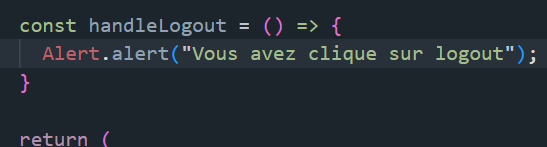 const handleLogout = () => {
Alert.alert("Vous avez clique sur logout");
}
return (